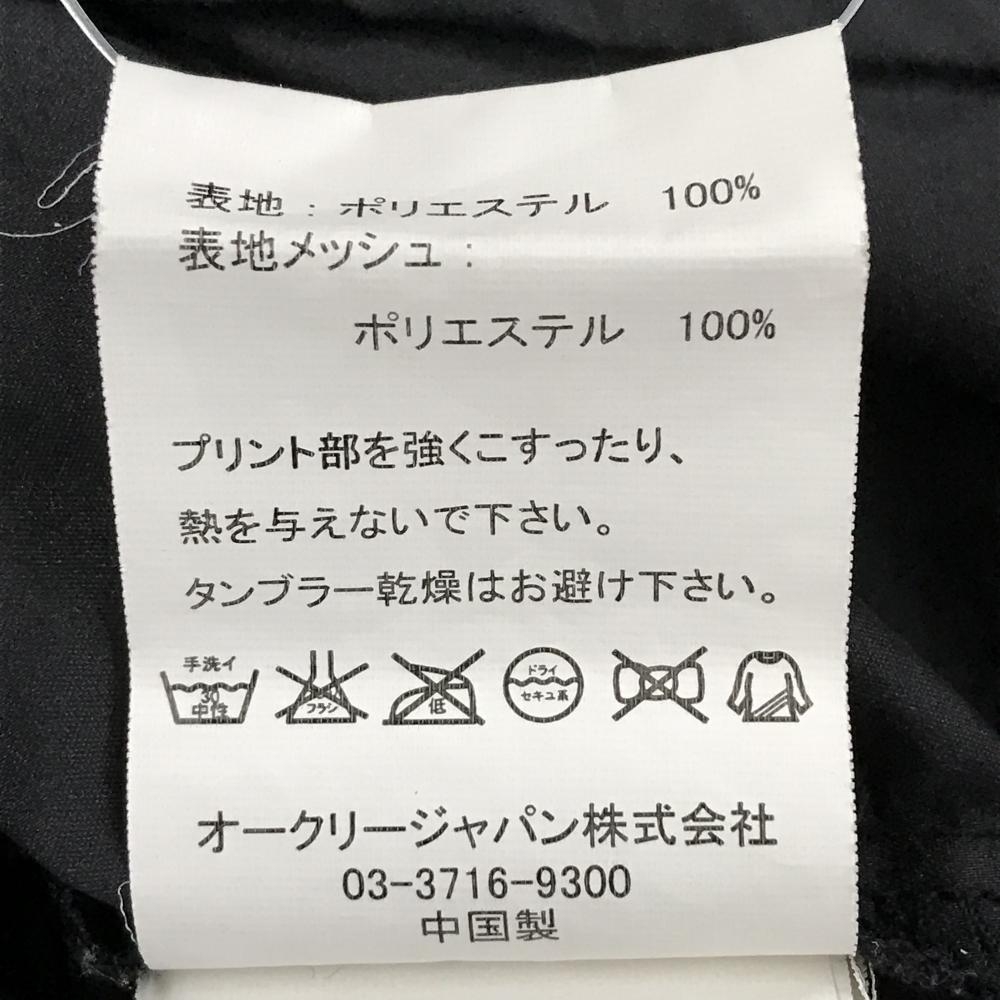 表地：ポリエステル　100%
表地メッシュ：
ポリエステル　100%
プリント部を強くこすったり、
熱を与えないで下さい。
タンブラー乾燥はお避け下さい。
手洗イ 30 中性
フラシ
低
ドライ セキユ系
オークリージャパン株式会社
03-3716-9300
中国製